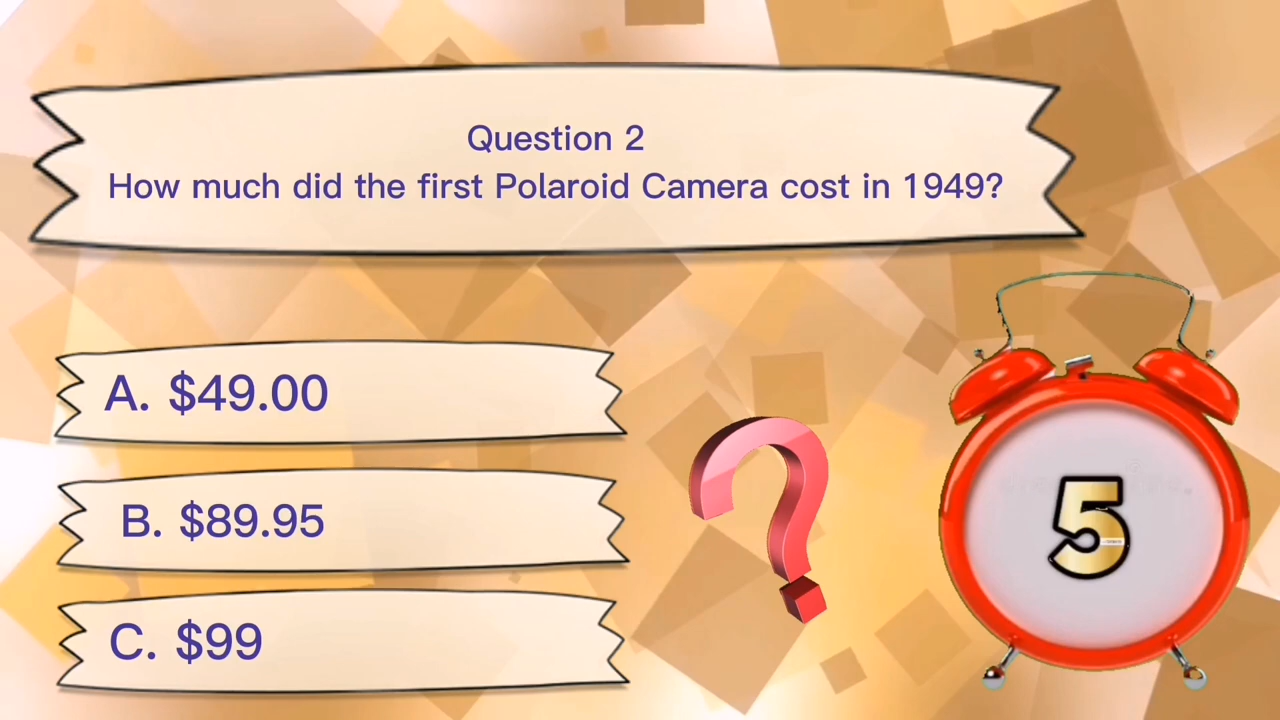 Question 2
How much did the first Polaroid Camera cost in 1949?
A. $49.00
B. $89.95
C. $99
5